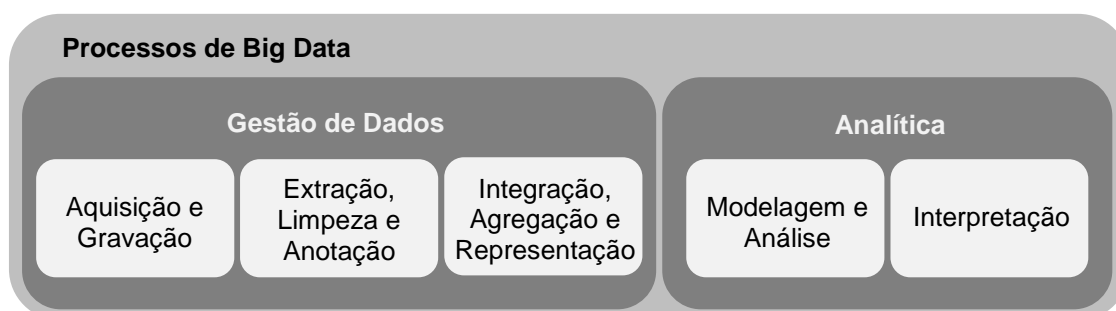 Processos de Big Data
Gestão de Dados
Analítica
Aquisição e
Gravação
Extração,
Limpeza e
Anotação
Integração,
Agregação e
Representação
Modelagem e
Análise
Interpretação